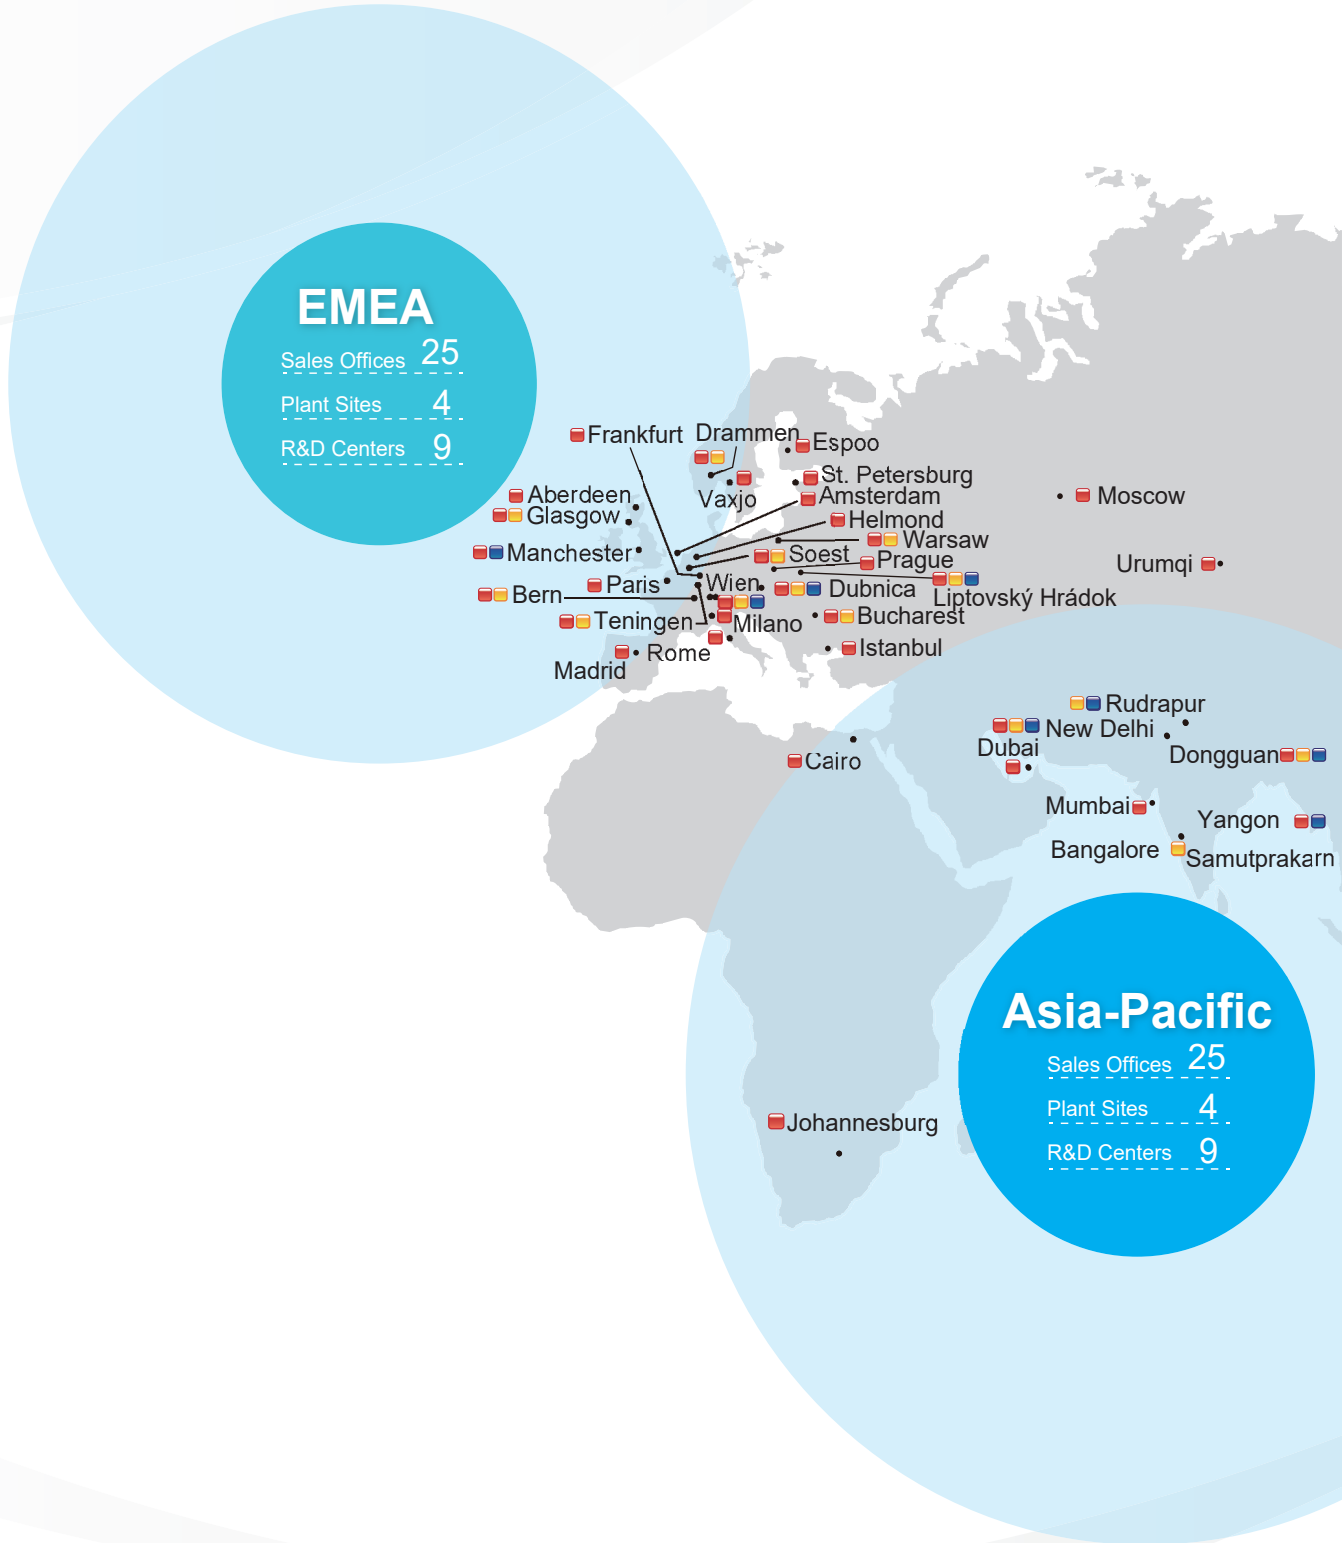 EMEA
Sales Offices 25
Plant Sites 4
R&D Centers 9
Frankfurt
Drammen
Espoo
St. Petersburg
Vaxjo
Amsterdam
Aberdeen
Glasgow
Moscow
Helmond
Warsaw
Manchester
Soest
Prague
Urumqi
Paris
Wien
Dubnica
Liptovský Hrádok
Bern
Bucharest
Teningen
Milano
Istanbul
Rome
Madrid
Rudrapur
New Delhi
Dubai
Dongguan
Cairo
Mumbai
Yangon
Bangalore
Samutprakarn
Asia-Pacific
Sales Offices 25
Plant Sites 4
R&D Centers 9
Johannesburg